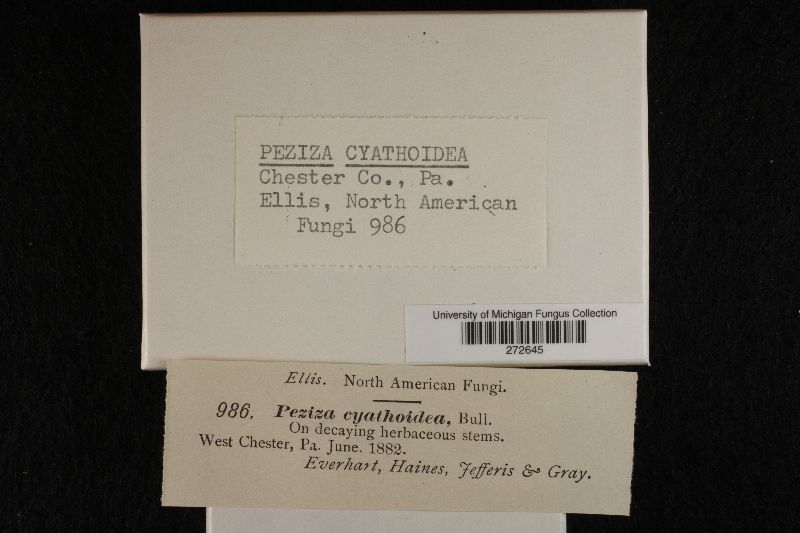 PEZIZA CYATHOIDEA
Chester Co., Pa.
Ellis, North American
Fungi 986
University of Michigan Fungus Collection
272645
Ellis. North American Fungi.
986. Peziza cyathoidea, Bull.
On decaying herbaceous stems.
West Chester, Pa. June. 1882.
Everhart, Haines, Jefferis & Gray.